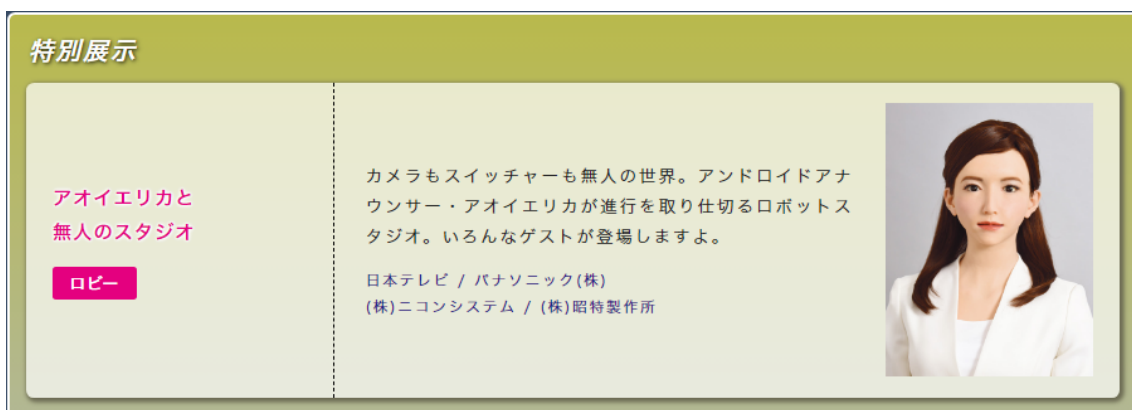 特別展示
アオイエリカと
無人のスタジオ
ロビー
カメラもスイッチャーも無人の世界。アンドロイドアナ
ウンサー・アオイエリカが進行を取り仕切るロボットス
タジオ。いろんなゲストが登場しますよ。
日本テレビ / パナソニック(株)
(株)ニコンシステム / (株)昭特製作所